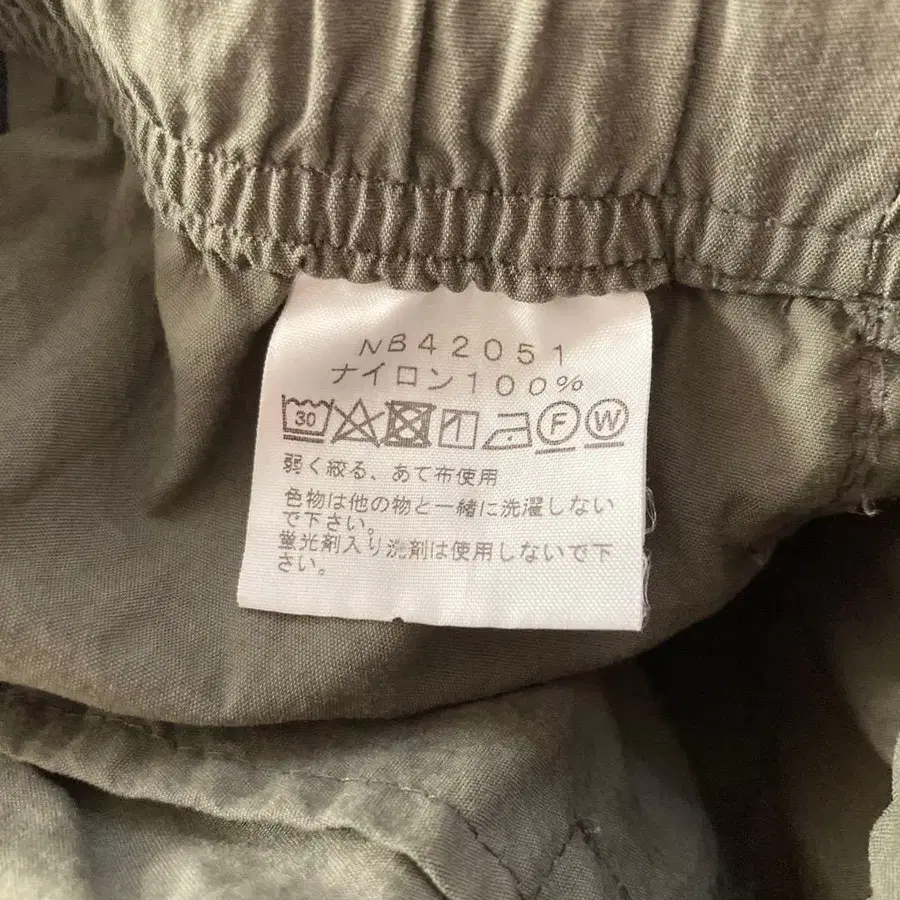 NB42051
ナイロン100%
30 F W
弱く絞る、あて布使用
色物は他の物と一緒に洗濯しない
で下さい。
蛍光剤入り洗剤は使用しないで下
さい。